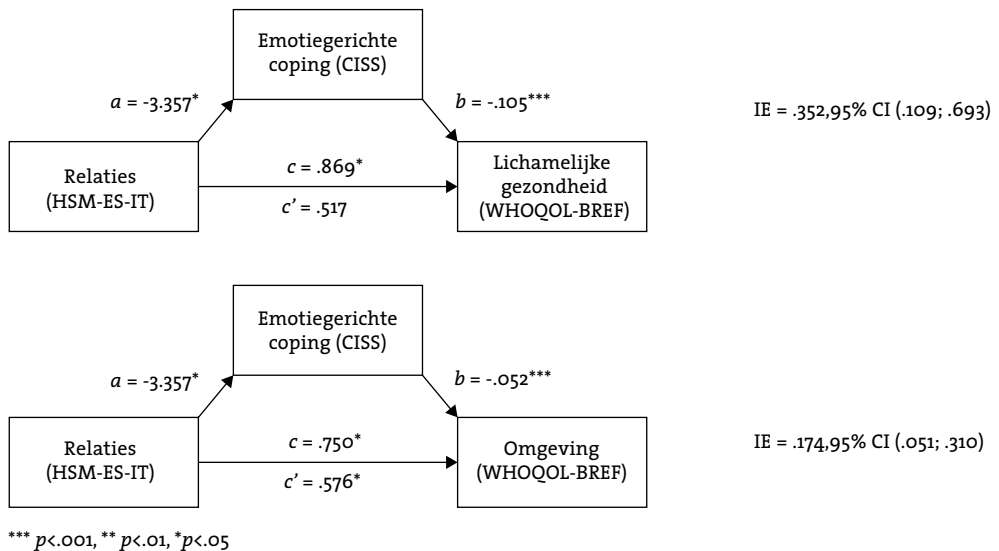 Emotiegerichte
coping (CISS)
a = -3.357*
b = -.105***
IE = .352,95% CI (.109; .693)
Relaties
(HSM-ES-IT)
c = .869*
c’ = .517
Lichamelijke
gezondheid
(WHOQOL-BREF)
Emotiegerichte
coping (CISS)
a = -3.357*
b = -.052***
Relaties
(HSM-ES-IT)
c = .750*
c’ = .576*
Omgeving
(WHOQOL-BREF)
IE = .174,95% CI (.051; .310)
*** p<.001, ** p<.01, *p<.05